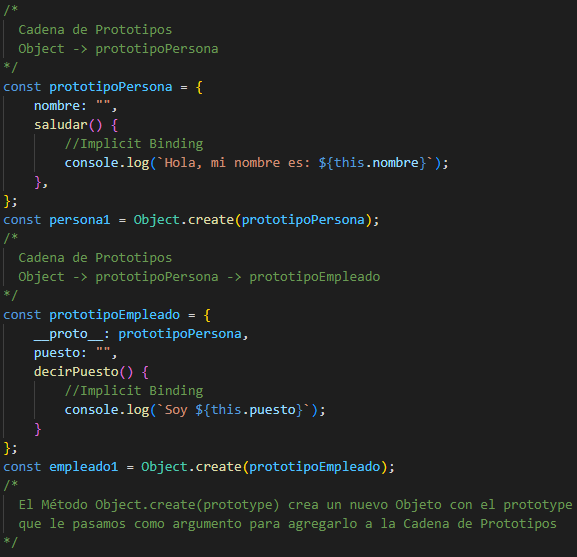 /*
  Cadena de Prototipos
  Object -> prototipoPersona
*/
const prototipoPersona = {
    nombre: "",
    saludar() {
        //Implicit Binding
        console.log(`Hola, mi nombre es: ${this.nombre}`);
    },
};
const persona1 = Object.create(prototipoPersona);
/*
  Cadena de Prototipos
  Object -> prototipoPersona -> prototipoEmpleado
*/
const prototipoEmpleado = {
    __proto__: prototipoPersona,
    puesto: "",
    decirPuesto() {
        //Implicit Binding
        console.log(`Soy ${this.puesto}`);
    }
};
const empleado1 = Object.create(prototipoEmpleado);
/*
  El Método Object.create(prototype) crea un nuevo Objeto con el prototype
  que le pasamos como argumento para agregarlo a la Cadena de Prototipos
*/